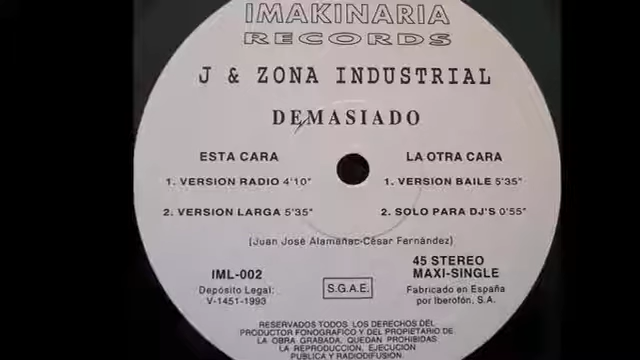 IMAKINARIA
RECORDS
J & ZONA INDUSTRIAL
DEMASIADO
ESTA CARA
1. VERSION RADIO 4'10"
2. VERSION LARGA 5'35"
LA OTRA CARA
1. VERSION BAILE 5'35"
2. SOLO PARA DJ'S 0'55"
(Juan José Alamañac-César Fernández)
IML-002
Depósito Legal:
V-1451-1993
S.G.A.E.
45 STEREO
MAXI-SINGLE
Fabricado en España
por Iberofón, S.A.
RESERVADOS TODOS LOS DERECHOS DEL
PRODUCTOR FONOGRAFICO Y DEL PROPIETARIO DE
LA OBRA GRABADA. QUEDAN PROHIBIDAS
LA REPRODUCCION, EJECUCION
PUBLICA Y RADIODIFUSION.